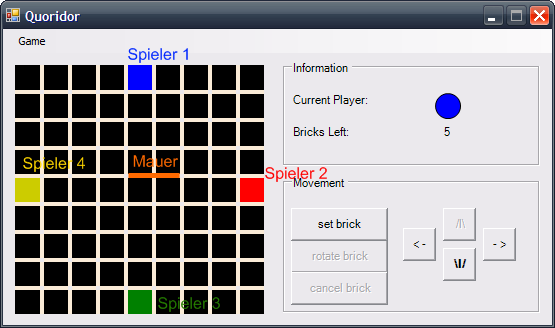 Quoridor
Game
Spieler 1
Spieler 4
Mauer
Spieler 2
Spieler 3
Information
Current Player:
Bricks Left: 5
Movement
set brick
rotate brick
cancel brick
< -
/I\
\I/
- >